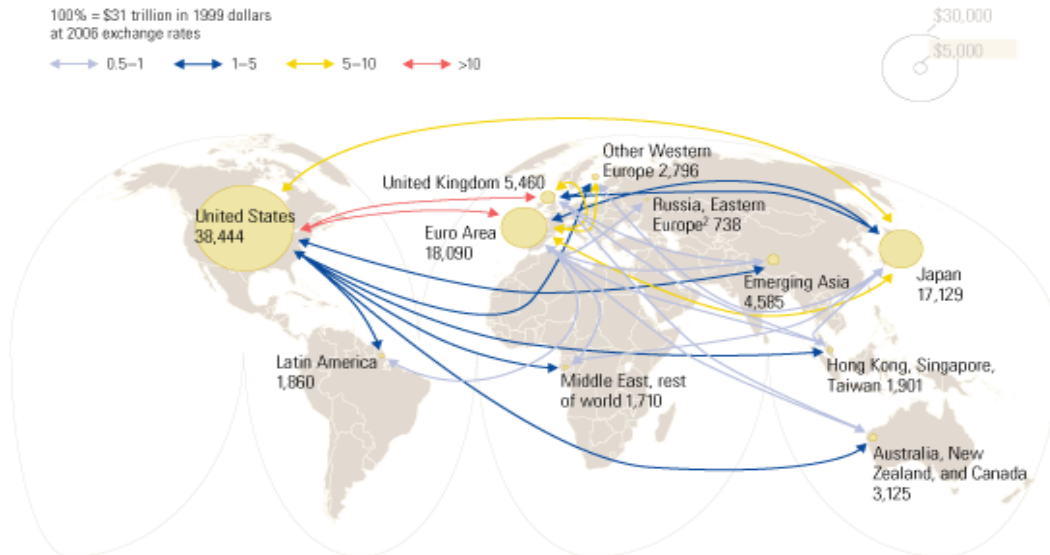 100% = $31 trillion in 1999 dollars
at 2006 exchange rates
0.5–1 1–5 5–10 >10
$30,000
$5,000
Other Western
Europe 2,796
United Kingdom 5,460
Russia, Eastern
Europe² 738
United States
38,444
Euro Area
18,090
Emerging Asia
4,585
Japan
17,129
Latin America
1,860
Middle East, rest
of world 1,710
Hong Kong, Singapore,
Taiwan 1,901
Australia, New
Zealand, and Canada
3,125